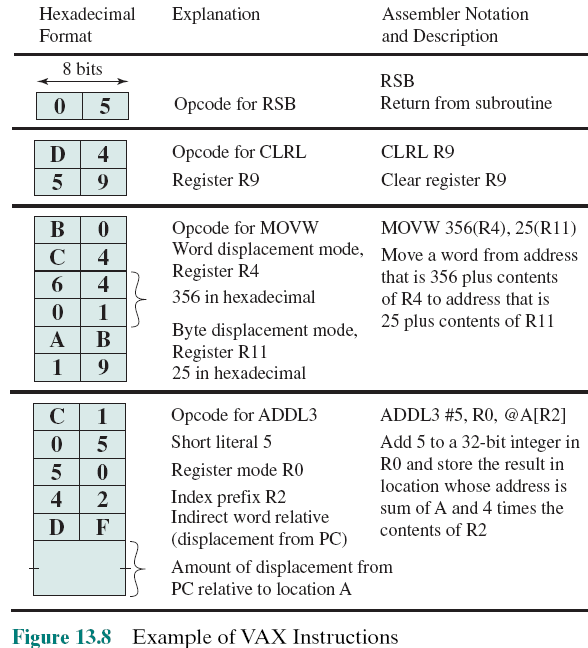 Hexadecimal Format
Explanation
Assembler Notation and Description
8 bits
0 5
Opcode for RSB
RSB
Return from subroutine
D 4
Opcode for CLRL
CLRL R9
5 9
Register R9
Clear register R9
B 0
C 4
6 4
0 1
A B
1 9
Opcode for MOVW
Word displacement mode,
Register R4
356 in hexadecimal
Byte displacement mode,
Register R11
25 in hexadecimal
MOVW 356(R4), 25(R11)
Move a word from address
that is 356 plus contents
of R4 to address that is
25 plus contents of R11
C 1
0 5
5 0
4 2
D F
Opcode for ADDL3
Short literal 5
Register mode R0
Index prefix R2
Indirect word relative
(displacement from PC)
Amount of displacement from
PC relative to location A
ADDL3 #5, R0, @A[R2]
Add 5 to a 32-bit integer in
R0 and store the result in
location whose address is
sum of A and 4 times the
contents of R2
Figure 13.8 Example of VAX Instructions